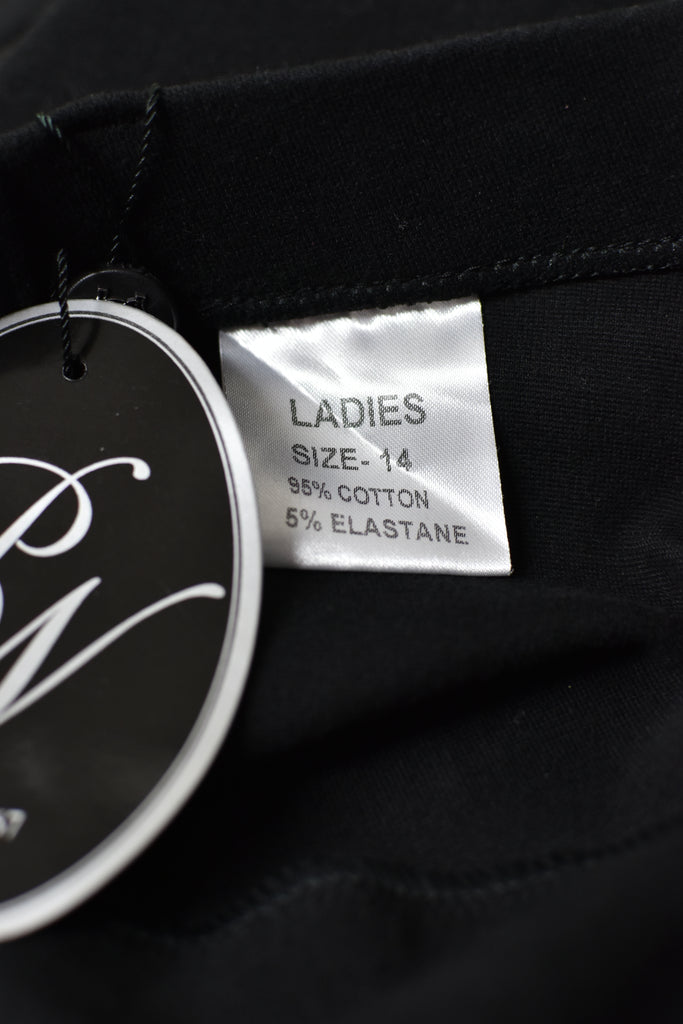 LADIES
SIZE- 14
95% COTTON
5% ELASTANE